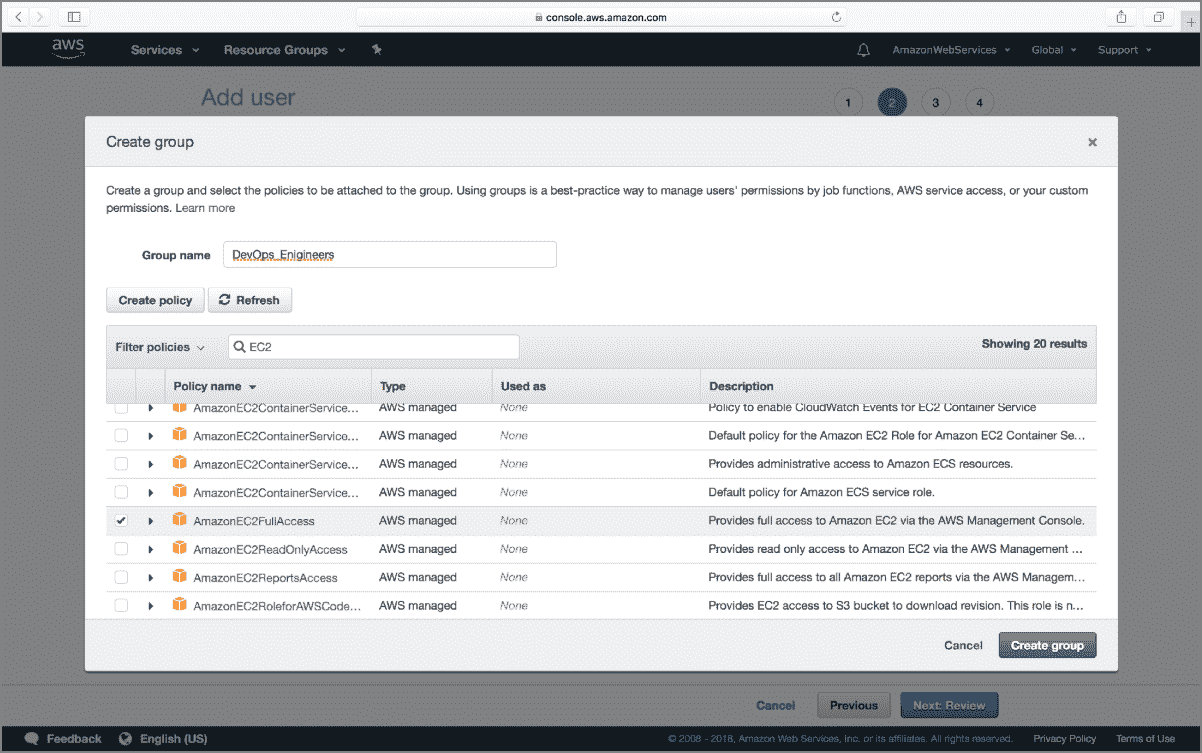 console.aws.amazon.com
aws Services Resource Groups AmazonWebServices Global Support
Add user 1 2 3 4
Create group
Create a group and select the policies to be attached to the group. Using groups is a best-practice way to manage users' permissions by job functions, AWS service access, or your custom
permissions. Learn more
Group name DevOps_Enigineers
Create policy Refresh
Filter policies EC2 Showing 20 results
Policy name Type Used as Description
AmazonEC2ContainerService... AWS managed None Policy to enable CloudWatch Events for EC2 Container Service
AmazonEC2ContainerService... AWS managed None Default policy for the Amazon EC2 Role for Amazon EC2 Container Se...
AmazonEC2ContainerService... AWS managed None Provides administrative access to Amazon ECS resources.
AmazonEC2ContainerService... AWS managed None Default policy for Amazon ECS service role.
AmazonEC2FullAccess AWS managed None Provides full access to Amazon EC2 via the AWS Management Console.
AmazonEC2ReadOnlyAccess AWS managed None Provides read only access to Amazon EC2 via the AWS Management ...
AmazonEC2ReportsAccess AWS managed None Provides full access to all Amazon EC2 reports via the AWS Managem...
AmazonEC2RoleforAWSCode... AWS managed None Provides EC2 access to S3 bucket to download revision. This role is n...
Cancel Create group
Cancel Previous Next: Review
Feedback English (US) © 2008 - 2018, Amazon Web Services, Inc. or its affiliates. All rights reserved. Privacy Policy Terms of Use